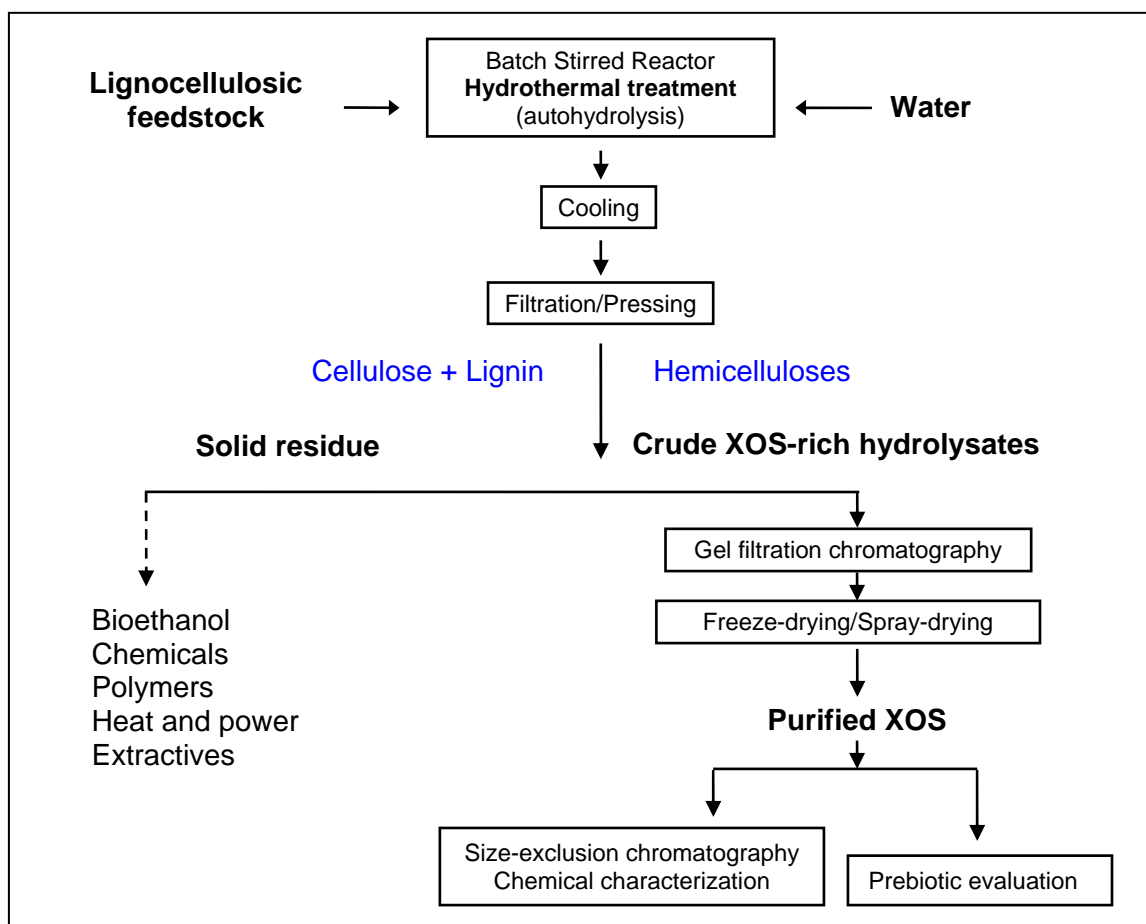 Batch Stirred Reactor
Hydrothermal treatment
(autohydrolysis)
Lignocellulosic
feedstock
Water
Cooling
Filtration/Pressing
Cellulose + Lignin
Hemicelluloses
Solid residue
Crude XOS-rich hydrolysates
Gel filtration chromatography
Freeze-drying/Spray-drying
Bioethanol
Chemicals
Polymers
Heat and power
Extractives
Purified XOS
Size-exclusion chromatography
Chemical characterization
Prebiotic evaluation